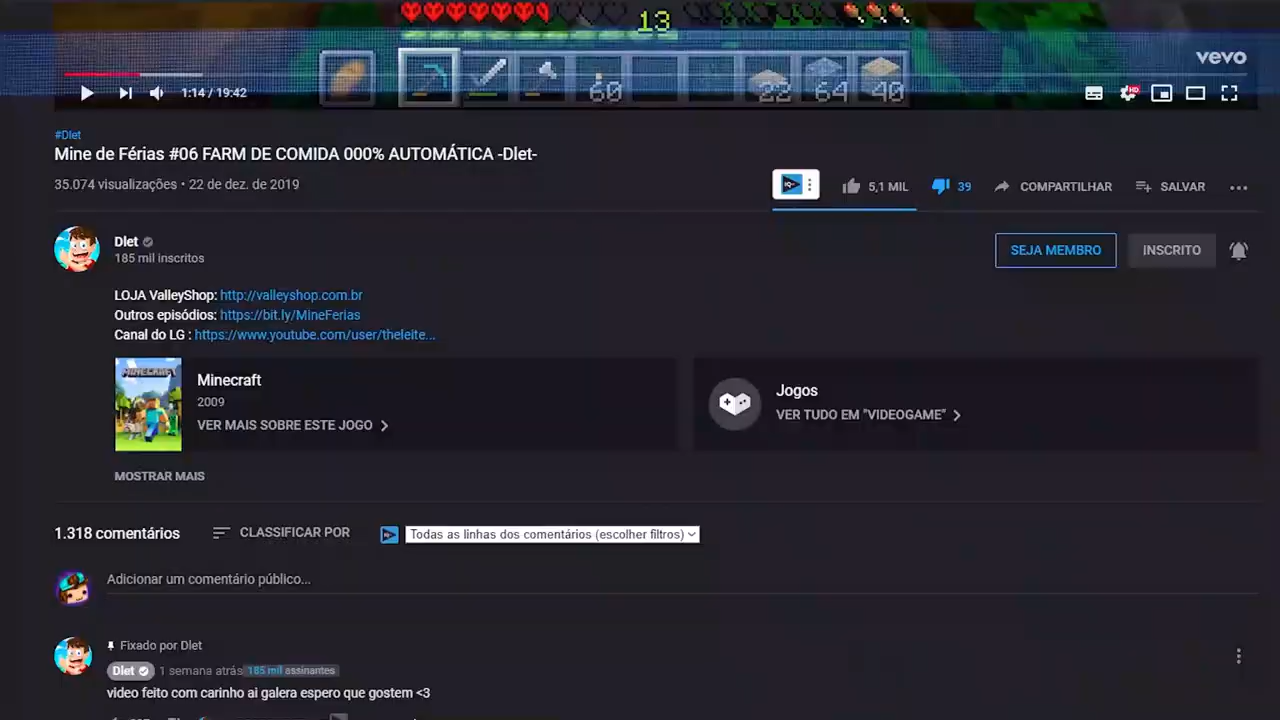 13
60
22
64
40
vevo
1:14 / 19:42
HD
#Dlet
Mine de Férias #06 FARM DE COMIDA 000% AUTOMÁTICA -Dlet-
35.074 visualizações • 22 de dez. de 2019
5,1 MIL
39
COMPARTILHAR
SALVAR
Dlet
185 mil inscritos
SEJA MEMBRO
INSCRITO
LOJA ValleyShop: http://valleyshop.com.br
Outros episódios: https://bit.ly/MineFerias
Canal do LG : https://www.youtube.com/user/theleite...
MINECRAFT
Minecraft
2009
VER MAIS SOBRE ESTE JOGO
Jogos
VER TUDO EM "VIDEOGAME"
MOSTRAR MAIS
1.318 comentários
CLASSIFICAR POR
Todas as linhas dos comentários (escolher filtros)
Adicionar um comentário público...
Fixado por Dlet
Dlet 1 semana atrás 185 mil assinantes
video feito com carinho ai galera espero que gostem <3